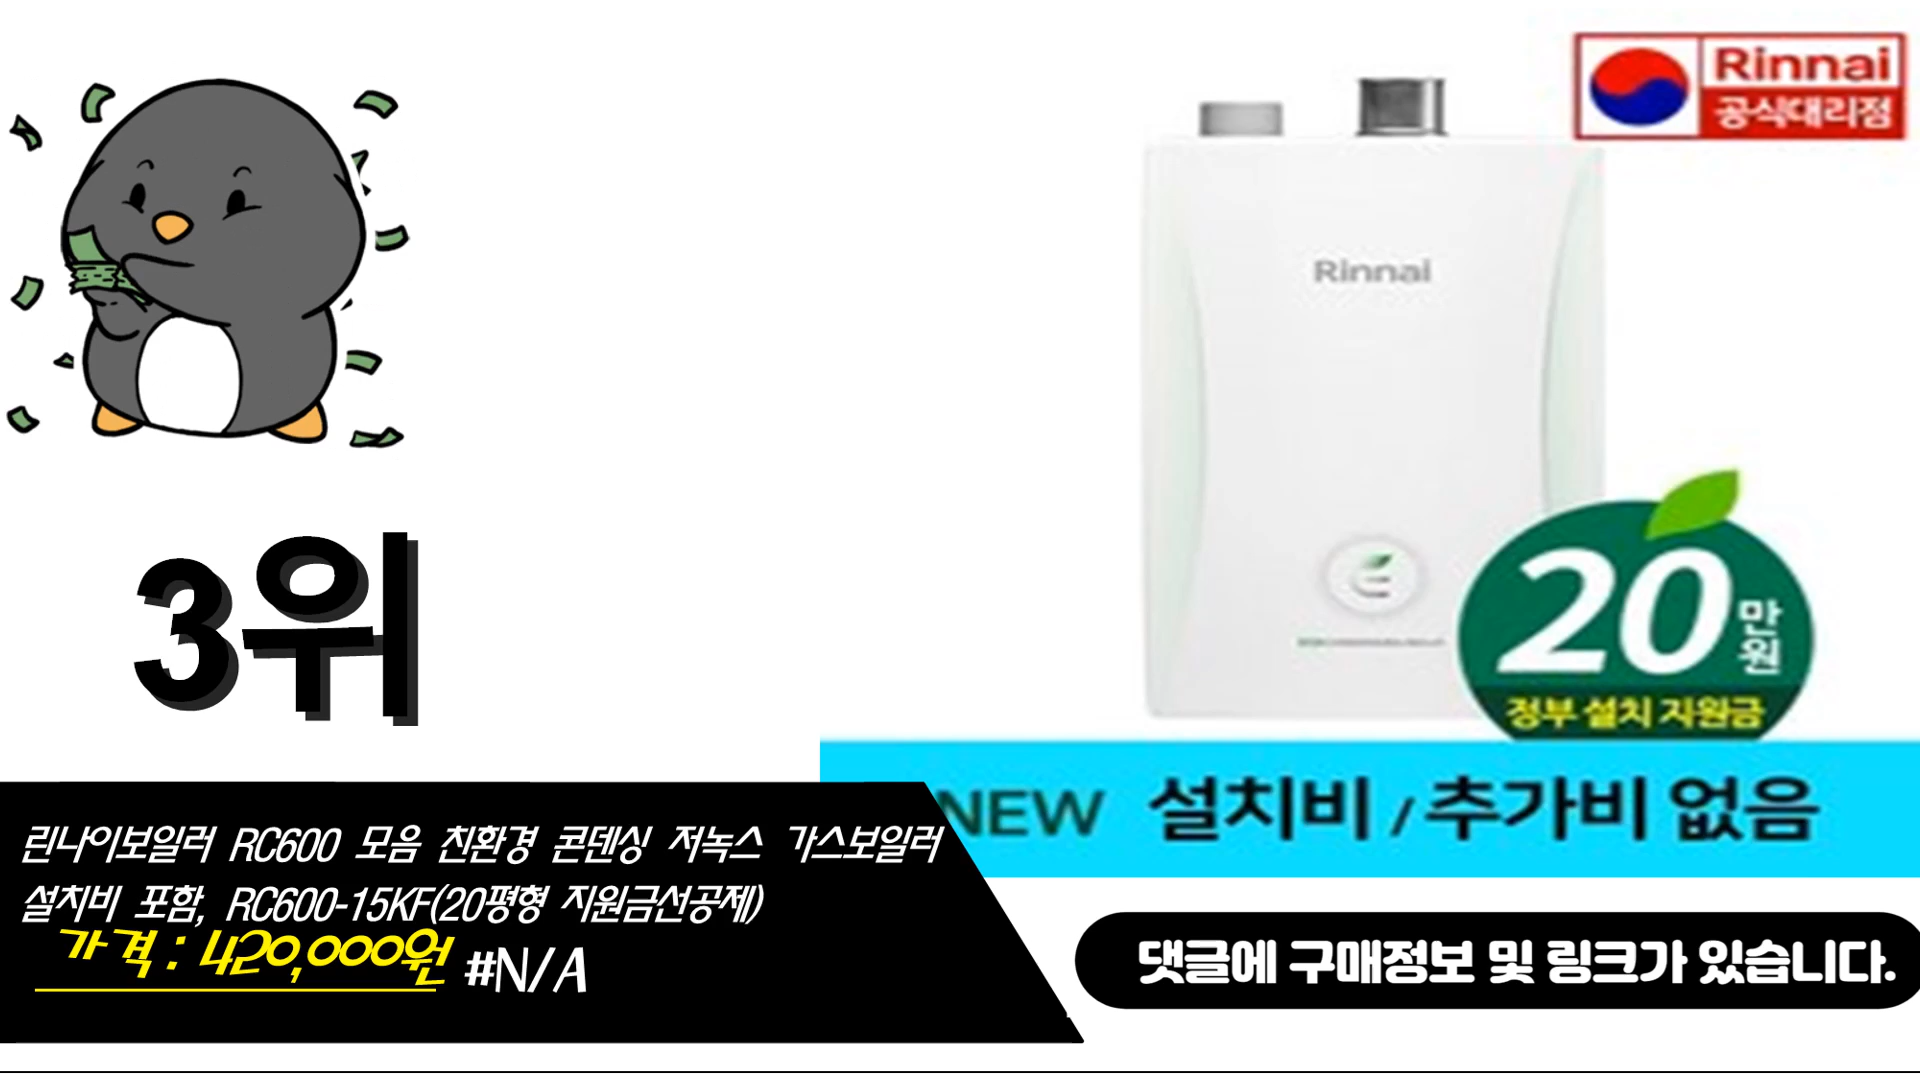 Rinnai
공식대리점
Rinnai
3위
20만원
정부 설치 지원금
NEW 설치비 / 추가비 없음
린나이보일러 RC600 모음 친환경 콘덴싱 저녹스 가스보일러
설치비 포함, RC600-15KF(20평형 지원금선공제)
가격 : 420,000원 #N/A
댓글에 구매정보 및 링크가 있습니다.